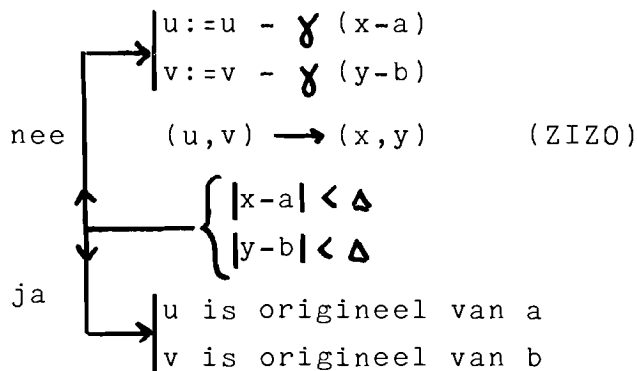 u:=u - γ (x-a)
v:=v - γ (y-b)
nee (u,v) → (x,y) (ZIZO)
|x-a| < Δ
|y-b| < Δ
ja
u is origineel van a
v is origineel van b